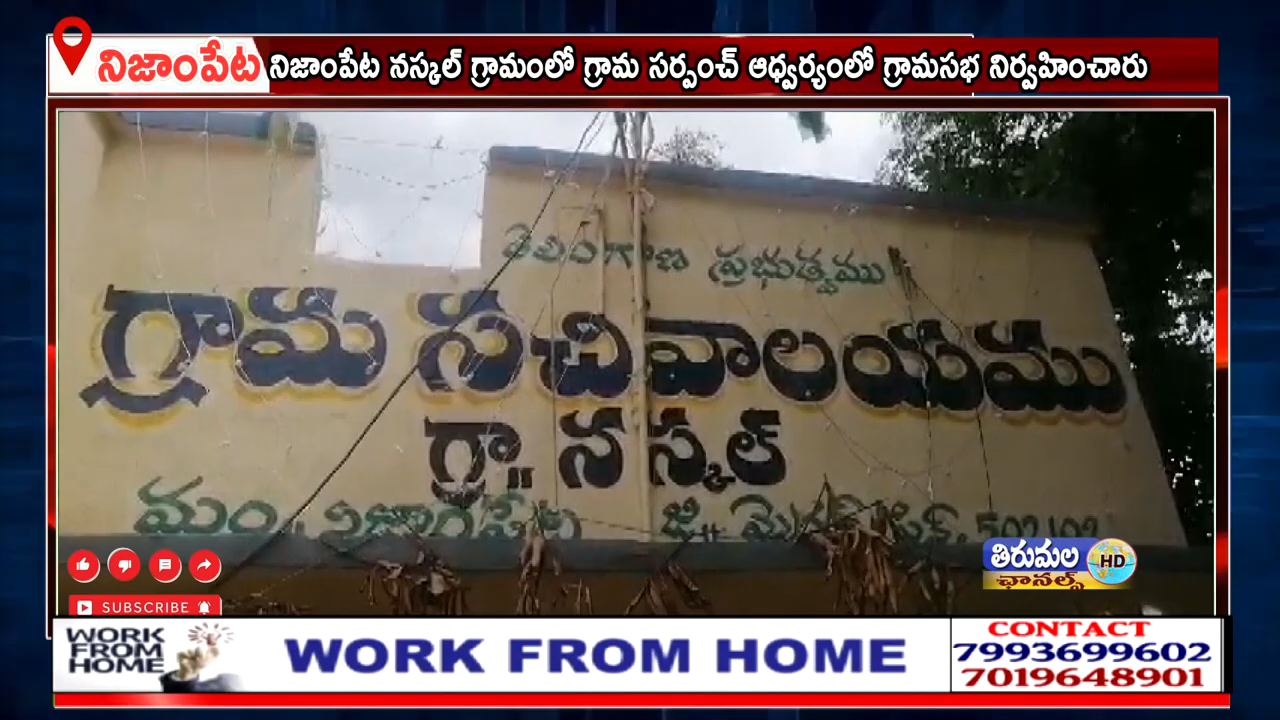 నిజాంపేట
నిజాంపేట నస్కల్ గ్రామంలో గ్రామ సర్పంచ్ ఆధ్వర్యంలో గ్రామసభ నిర్వహించారు
తెలంగాణ ప్రభుత్వము
గ్రామ సచివాలయము
గ్రా॥ నస్కల్
మం॥ నిజాంపేట జి॥
తిరుమల
ఛానల్స్
HD
SUBSCRIBE
WORK
FROM
HOME
WORK FROM HOME
CONTACT
7993699602
7019648901